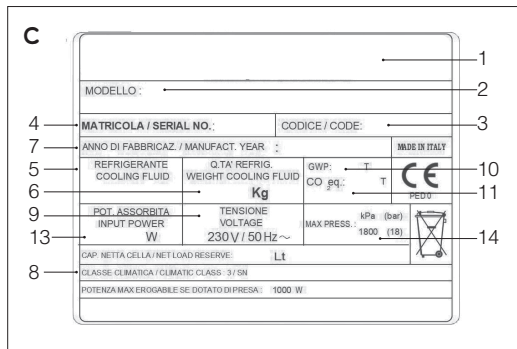 C
1
MODELLO :
2
4
MATRICOLA / SERIAL NO.:
CODICE / CODE:
3
7
ANNO DI FABBRICAZ. / MANUFACT. YEAR :
MADE IN ITALY
5
REFRIGERANTE
COOLING FLUID
Q.TA' REFRIG.
WEIGHT COOLING FLUID
6
Kg
GWP: T
10
CO2 eq.: T
11
CE
PED 0
9
POT. ASSORBITA
INPUT POWER
13
W
TENSIONE
VOLTAGE
230 V / 50 Hz ~
MAX PRESS.:
kPa (bar)
1800 (18)
14
CAP. NETTA CELLA / NET LOAD RESERVE: Lt
8
CLASSE CLIMATICA / CLIMATIC CLASS : 3 / SN
POTENZA MAX EROGABILE SE DOTATO DI PRESA : 1000 W